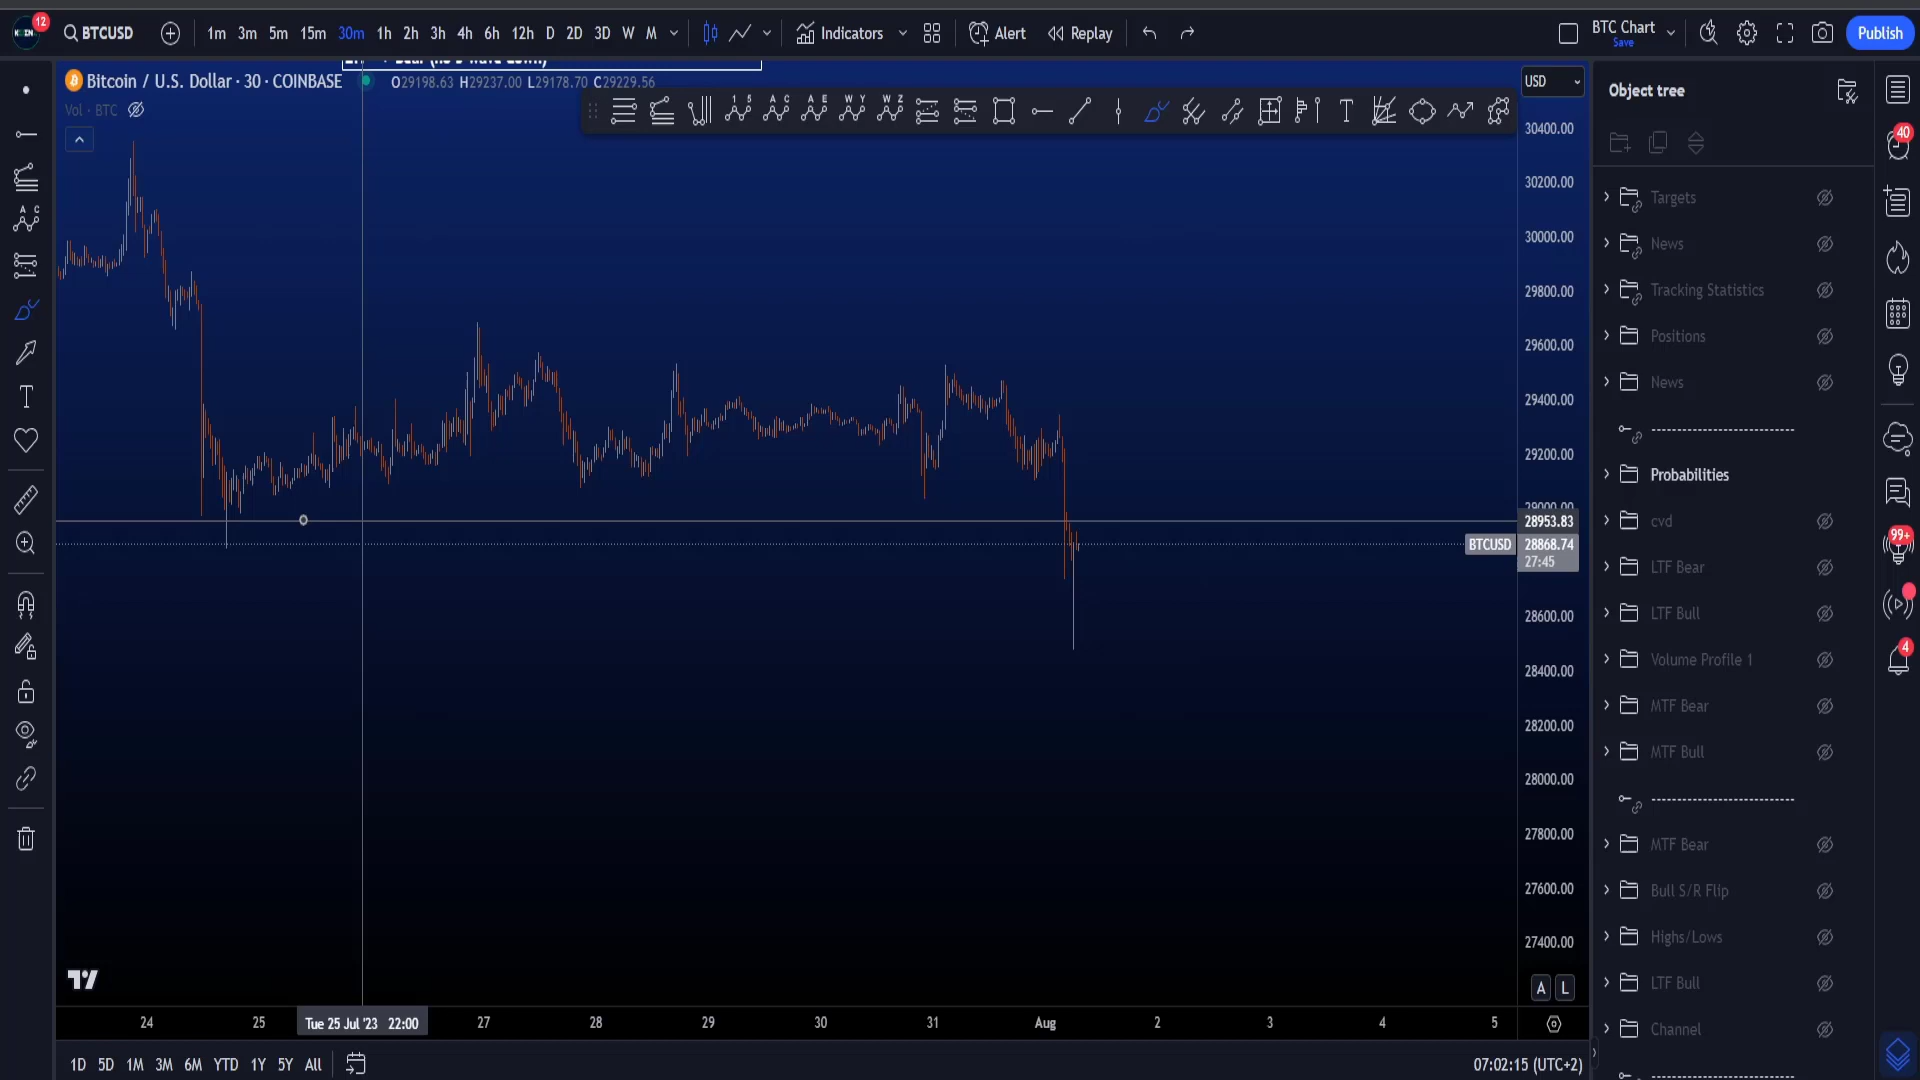 12
BTCUSD 1m 3m 5m 15m 30m 1h 2h 3h 4h 6h 12h D 2D 3D W M Indicators Alert Replay BTC Chart Save Publish
Bitcoin / U.S. Dollar · 30 · COINBASE O29198.63 H29237.00 L29178.70 C29229.56
Vol · BTC
USD
30400.00
30200.00
30000.00
29800.00
29600.00
29400.00
29200.00
29000.00
28953.83
BTCUSD 28868.74
27:45
28600.00
28400.00
28200.00
28000.00
27800.00
27600.00
27400.00
A L
24 25 Tue 25 Jul '23 22:00 27 28 29 30 31 Aug 2 3 4 5
1D 5D 1M 3M 6M YTD 1Y 5Y All 07:02:15 (UTC+2)
Object tree
Targets
News
Tracking Statistics
Positions
News
----------------------------
Probabilities
cvd
LTF Bear
LTF Bull
Volume Profile 1
MTF Bear
MTF Bull
----------------------------
MTF Bear
Bull S/R Flip
Highs/Lows
LTF Bull
Channel
40
99+
4